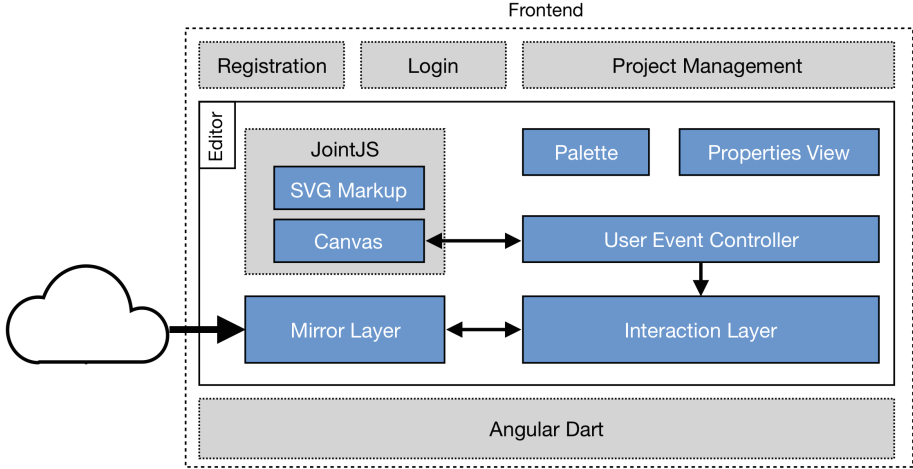 Frontend
Registration
Login
Project Management
Editor
JointJS
SVG Markup
Canvas
Palette
Properties View
User Event Controller
Mirror Layer
Interaction Layer
Angular Dart